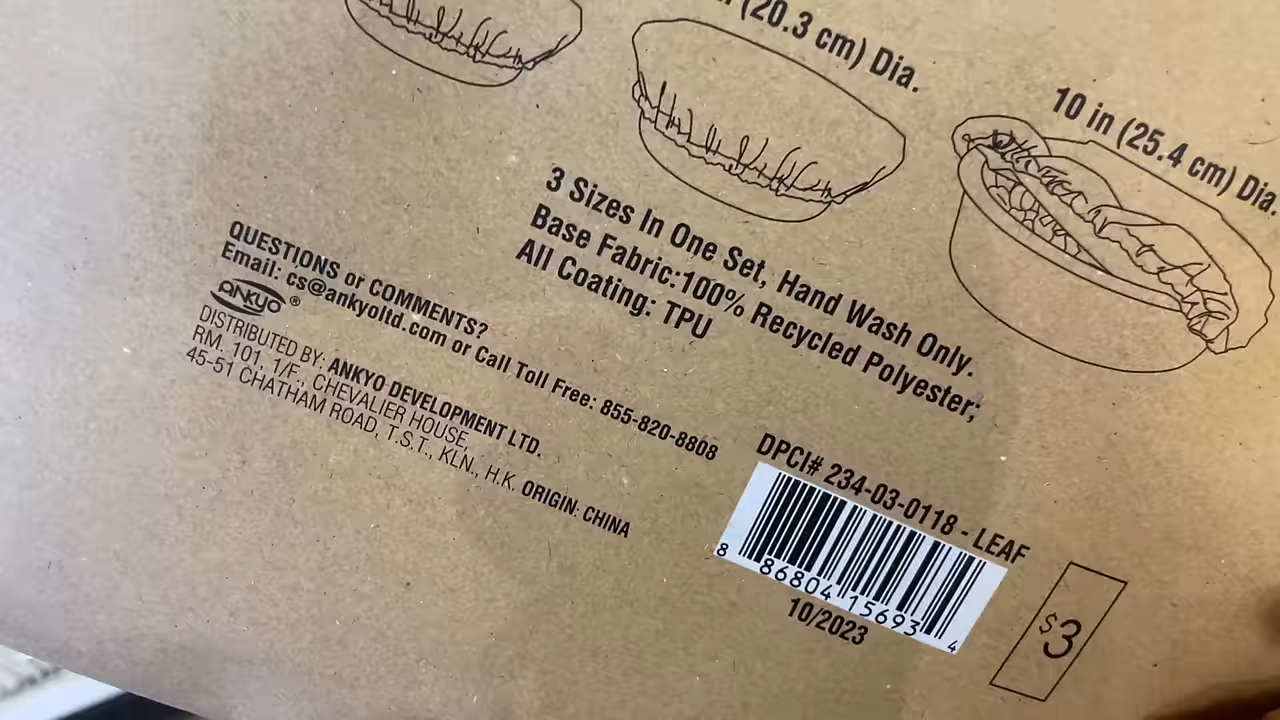 (20.3 cm) Dia.
10 in (25.4 cm) Dia.
3 Sizes In One Set, Hand Wash Only.
Base Fabric:100% Recycled Polyester;
All Coating: TPU
QUESTIONS or COMMENTS?
Email: cs@ankyoltd.com or Call Toll Free: 855-820-8808
ANKYO®
DISTRIBUTED BY: ANKYO DEVELOPMENT LTD.
RM. 101, 1/F., CHEVALIER HOUSE,
45-51 CHATHAM ROAD, T.S.T., KLN., H.K. ORIGIN: CHINA
DPCI# 234-03-0118 - LEAF
8 86804 15693 4
10/2023
$3